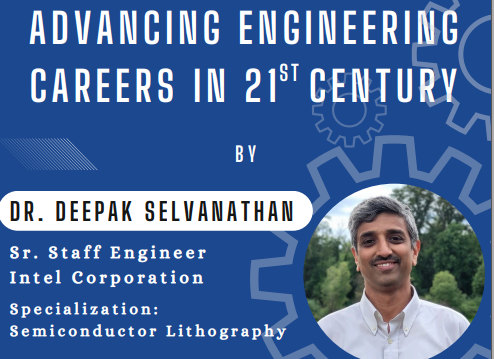 ADVANCING ENGINEERING
CAREERS IN 21ST CENTURY
BY
DR. DEEPAK SELVANATHAN
Sr. Staff Engineer
Intel Corporation
Specialization:
Semiconductor Lithography